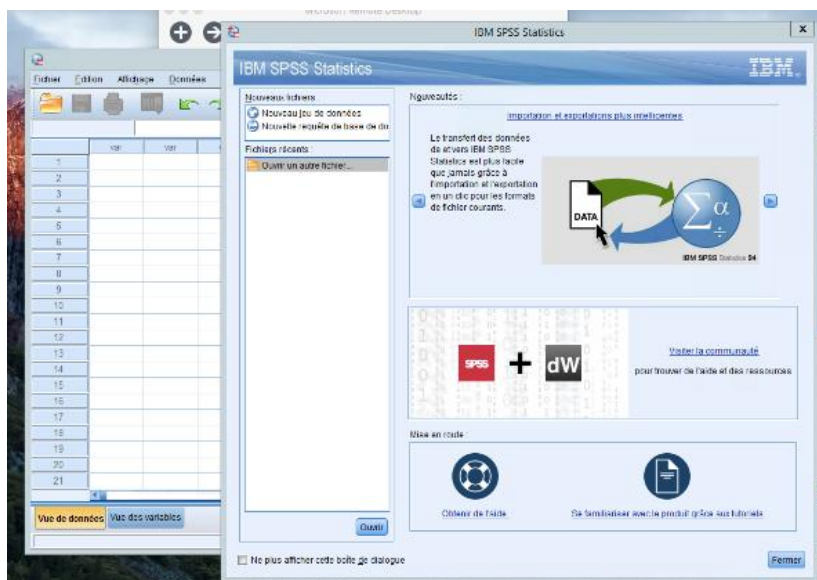 Microsoft Remote Desktop
IBM SPSS Statistics
X
Fichier Edition Affichage Données
var var
1
2
3
4
5
6
7
8
9
10
11
12
13
14
15
16
17
18
19
20
21
Vue de données Vue des variables
IBM SPSS Statistics
IBM
Nouveaux fichiers
Nouveau jeu de données
Nouvelle requête de base de do
Fichiers récents :
Ouvrir un autre fichier...
Ouvrir
Nouveautés :
Importation et exportations plus intelligentes
Le transfert des données
de et vers IBM SPSS
Statistics est plus facile
que jamais grâce à
l'importation et l'exportation
en un clic pour les formats
de fichier courants.
DATA
Σ α ÷
IBM SPSS Statistics 24
SPSS + dW
Visiter la communauté
pour trouver de l'aide et des ressources
Mise en route :
Obtenir de l'aide
Se familiariser avec le produit grâce aux tutoriels
Ne plus afficher cette boîte de dialogue
Fermer